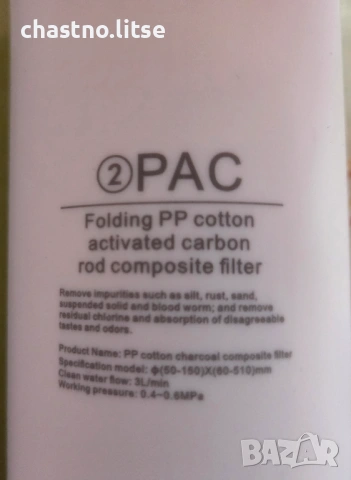 chastno.litse
②PAC
Folding PP cotton
activated carbon
rod composite filter
Remove impurities such as silt, rust, sand,
suspended solid and blood worm; and remove
residual chlorine and absorption of disagreeable
tastes and odors.
Product Name: PP cotton charcoal composite filter
Specification model: ф(50-150)X(60-510)mm
Clean water flow: 3L/min
Working pressure: 0.4~0.6MPa
BAZAR
bg